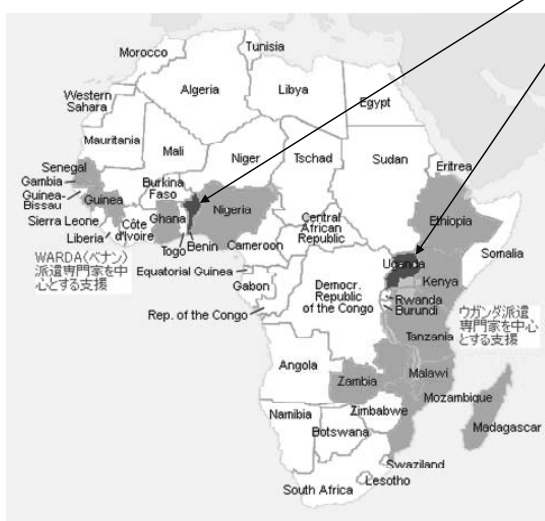 Morocco
Tunisia
Algeria
Libya
Egypt
Western
Sahara
Mauritania
Mali
Niger
Tschad
Sudan
Eritrea
Senegal
Gambia
Guinea-
Bissau
Guinea
Sierra Leone
Liberia
Côte
d'Ivoire
Burkina
Faso
Ghana
Togo
Benin
Nigeria
Cameroon
Central
African
Republic
Ethiopia
Somalia
WARDA(ベナン)
派遣専門家を中
心とする支援
Equatorial Guinea
Gabon
Rep. of the Congo
Democr.
Republic
of the Congo
Uganda
Kenya
Rwanda
Burundi
Tanzania
ウガンダ派遣
専門家を中心
とする支援
Angola
Zambia
Malawi
Mozambique
Zimbabwe
Madagascar
Namibia
Botswana
Swaziland
Lesotho
South Africa